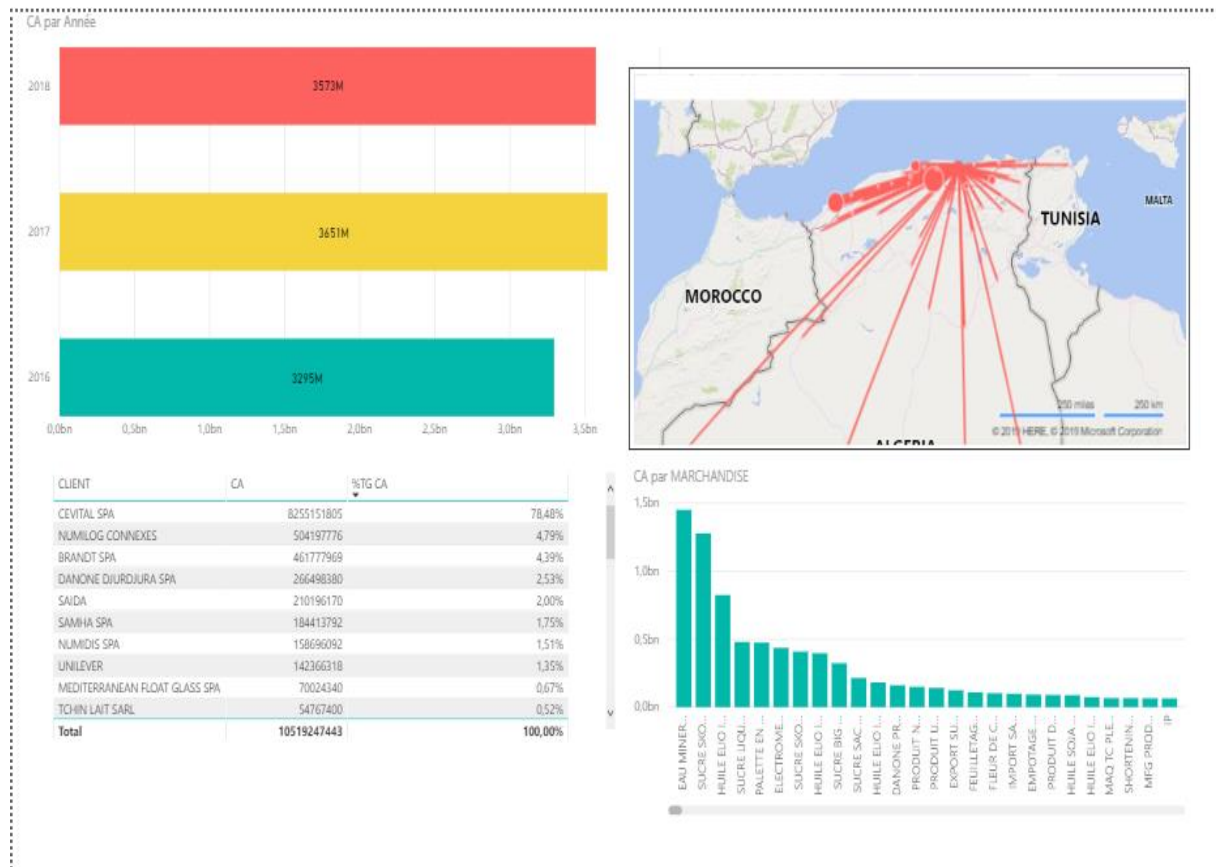 CA par Année
2018
3573M
2017
3651M
2016
3295M
0,0bn 0,5bn 1,0bn 1,5bn 2,0bn 2,5bn 3,0bn 3,5bn
MALTA
TUNISIA
MOROCCO
ALGERIA
250 miles 250 km
© 2019 HERE, © 2019 Microsoft Corporation
CLIENT CA %TG CA
CEVITAL SPA 8255151805 78,48%
NUMILOG CONNEXES 504197776 4,79%
BRANDT SPA 461777969 4,39%
DANONE DJURDJURA SPA 266498380 2,53%
SAIDA 210196170 2,00%
SAMHA SPA 184413792 1,75%
NUMIDIS SPA 158696092 1,51%
UNILEVER 142366318 1,35%
MEDITERRANEAN FLOAT GLASS SPA 70024340 0,67%
TCHIN LAIT SARL 54767400 0,52%
Total 10519247443 100,00%
CA par MARCHANDISE
1,5bn
1,0bn
0,5bn
0,0bn
EAU MINER...
SUCRE SKO...
HUILE ELIO I...
SUCRE LIQU...
PALETTE EN ...
ELECTROME...
SUCRE SKO...
HUILE ELIO I...
SUCRE BIG ...
SUCRE SAC ...
HUILE ELIO I...
DANONE PR...
PRODUIT N...
PRODUIT U...
EXPORT SU...
FEUILLETAG...
FLEUR DE C...
IMPORT SA...
EMPOTAGE...
PRODUIT D...
HUILE SOJA ...
HUILE ELIO I...
MAQ TC PLE...
SHORTENIN...
MFG PROD...
IP